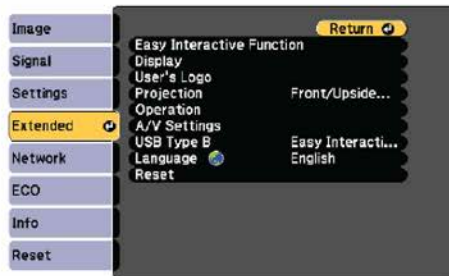 Image
Signal
Settings
Extended
Network
ECO
Info
Reset
Return
Easy Interactive Function
Display
User's Logo
Projection Front/Upside...
Operation
A/V Settings
USB Type B Easy Interacti...
Language English
Reset